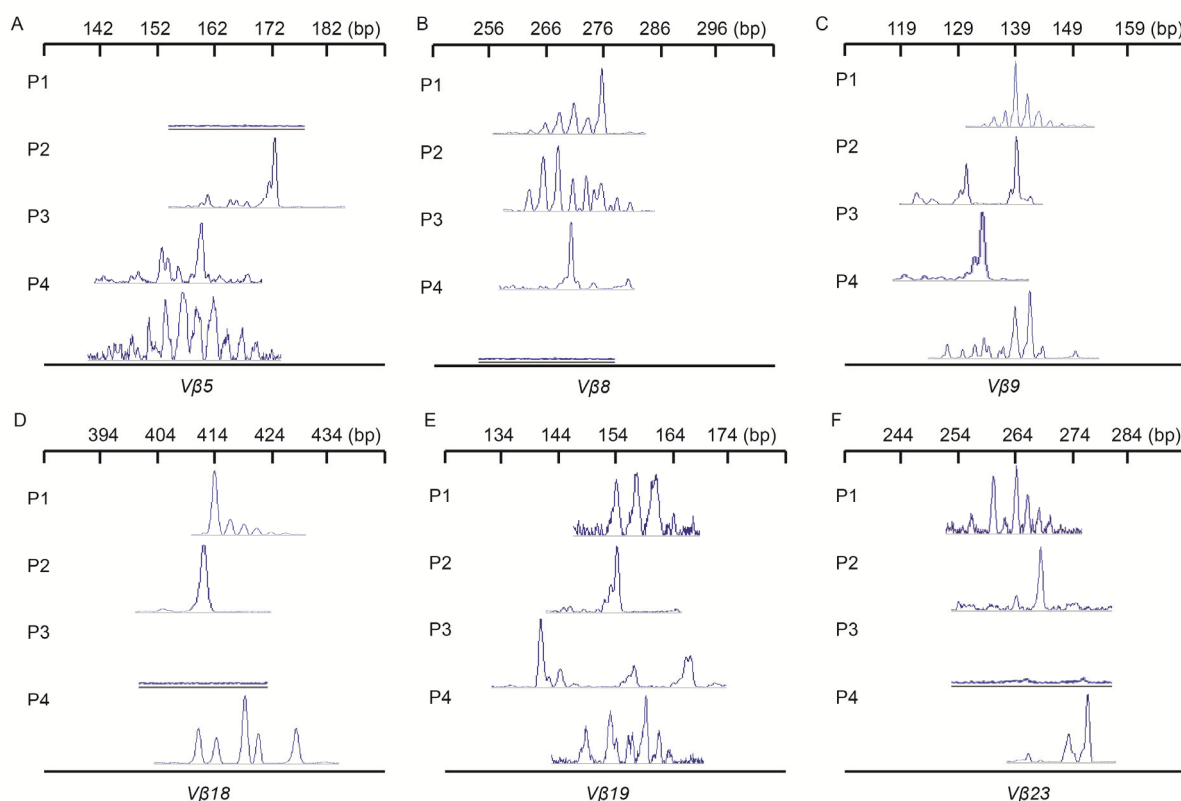 A
142 152 162 172 182 (bp)
P1
P2
P3
P4
Vβ5
B
256 266 276 286 296 (bp)
P1
P2
P3
P4
Vβ8
C
119 129 139 149 159 (bp)
P1
P2
P3
P4
Vβ9
D
394 404 414 424 434 (bp)
P1
P2
P3
P4
Vβ18
E
134 144 154 164 174 (bp)
P1
P2
P3
P4
Vβ19
F
244 254 264 274 284 (bp)
P1
P2
P3
P4
Vβ23